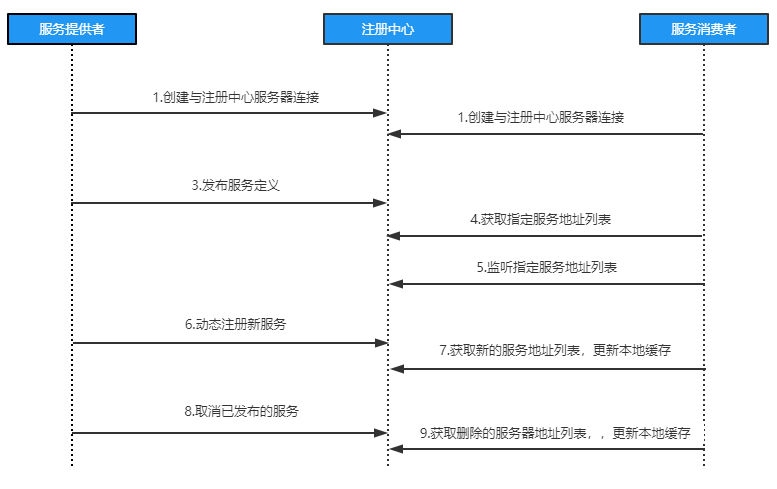 服务提供者
注册中心
服务消费者
1.创建与注册中心服务器连接
1.创建与注册中心服务器连接
3.发布服务定义
4.获取指定服务地址列表
5.监听指定服务地址列表
6.动态注册新服务
7.获取新的服务地址列表，更新本地缓存
8.取消已发布的服务
9.获取删除的服务器地址列表，，更新本地缓存